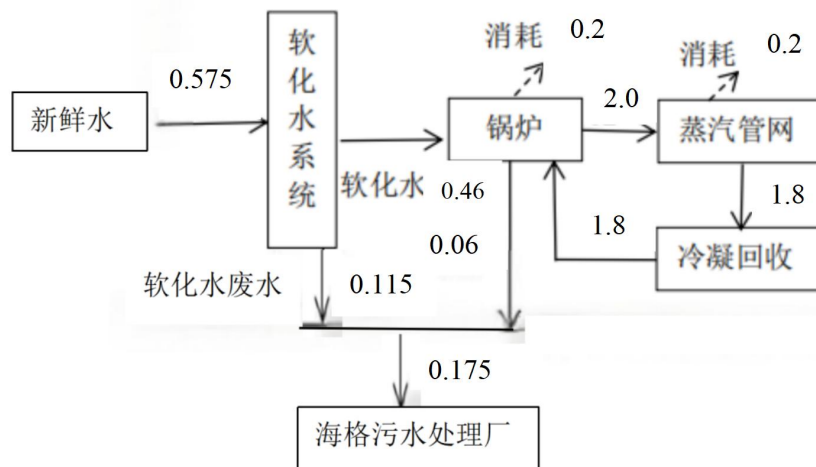 消耗 0.2
消耗 0.2
0.575
2.0
新鲜水
软化水系统
锅炉
蒸汽管网
软化水 0.46
1.8
1.8
0.06
冷凝回收
软化水废水
0.115
0.175
海格污水处理厂